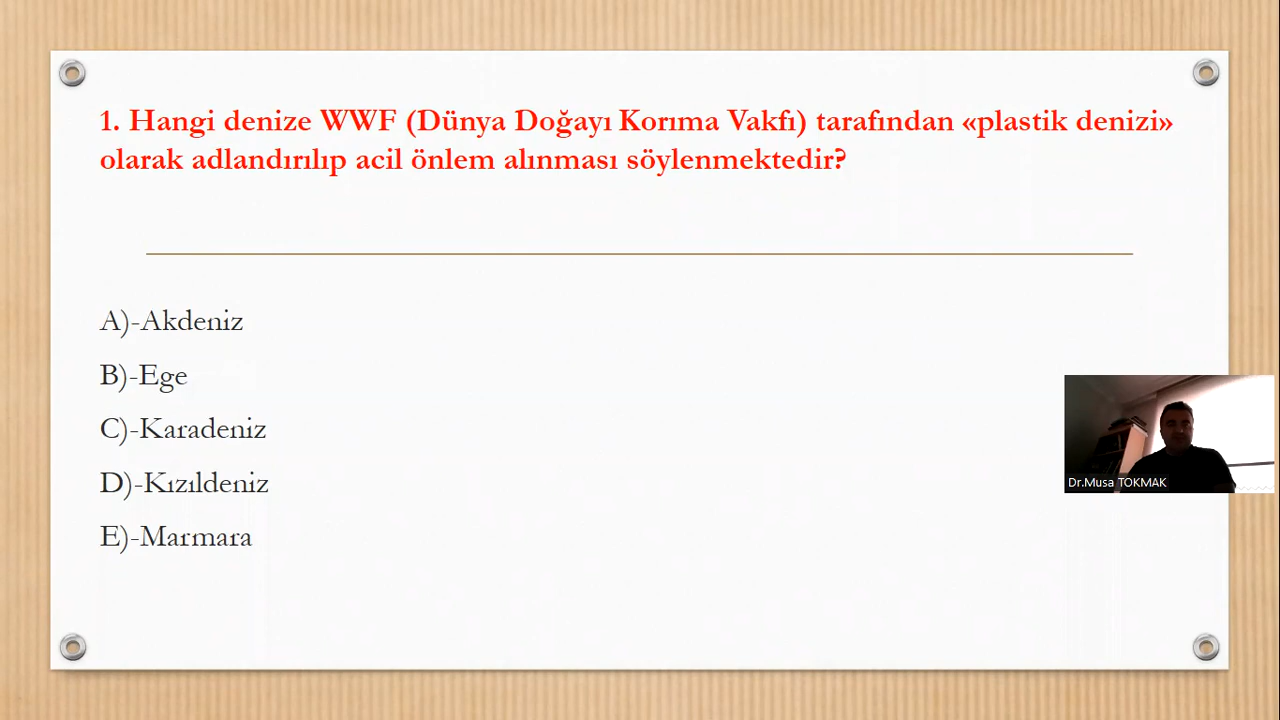 1. Hangi denize WWF (Dünya Doğayı Korıma Vakfı) tarafından «plastik denizi»
olarak adlandırılıp acil önlem alınması söylenmektedir?
A)-Akdeniz
B)-Ege
C)-Karadeniz
D)-Kızıldeniz
E)-Marmara
Dr.Musa TOKMAK